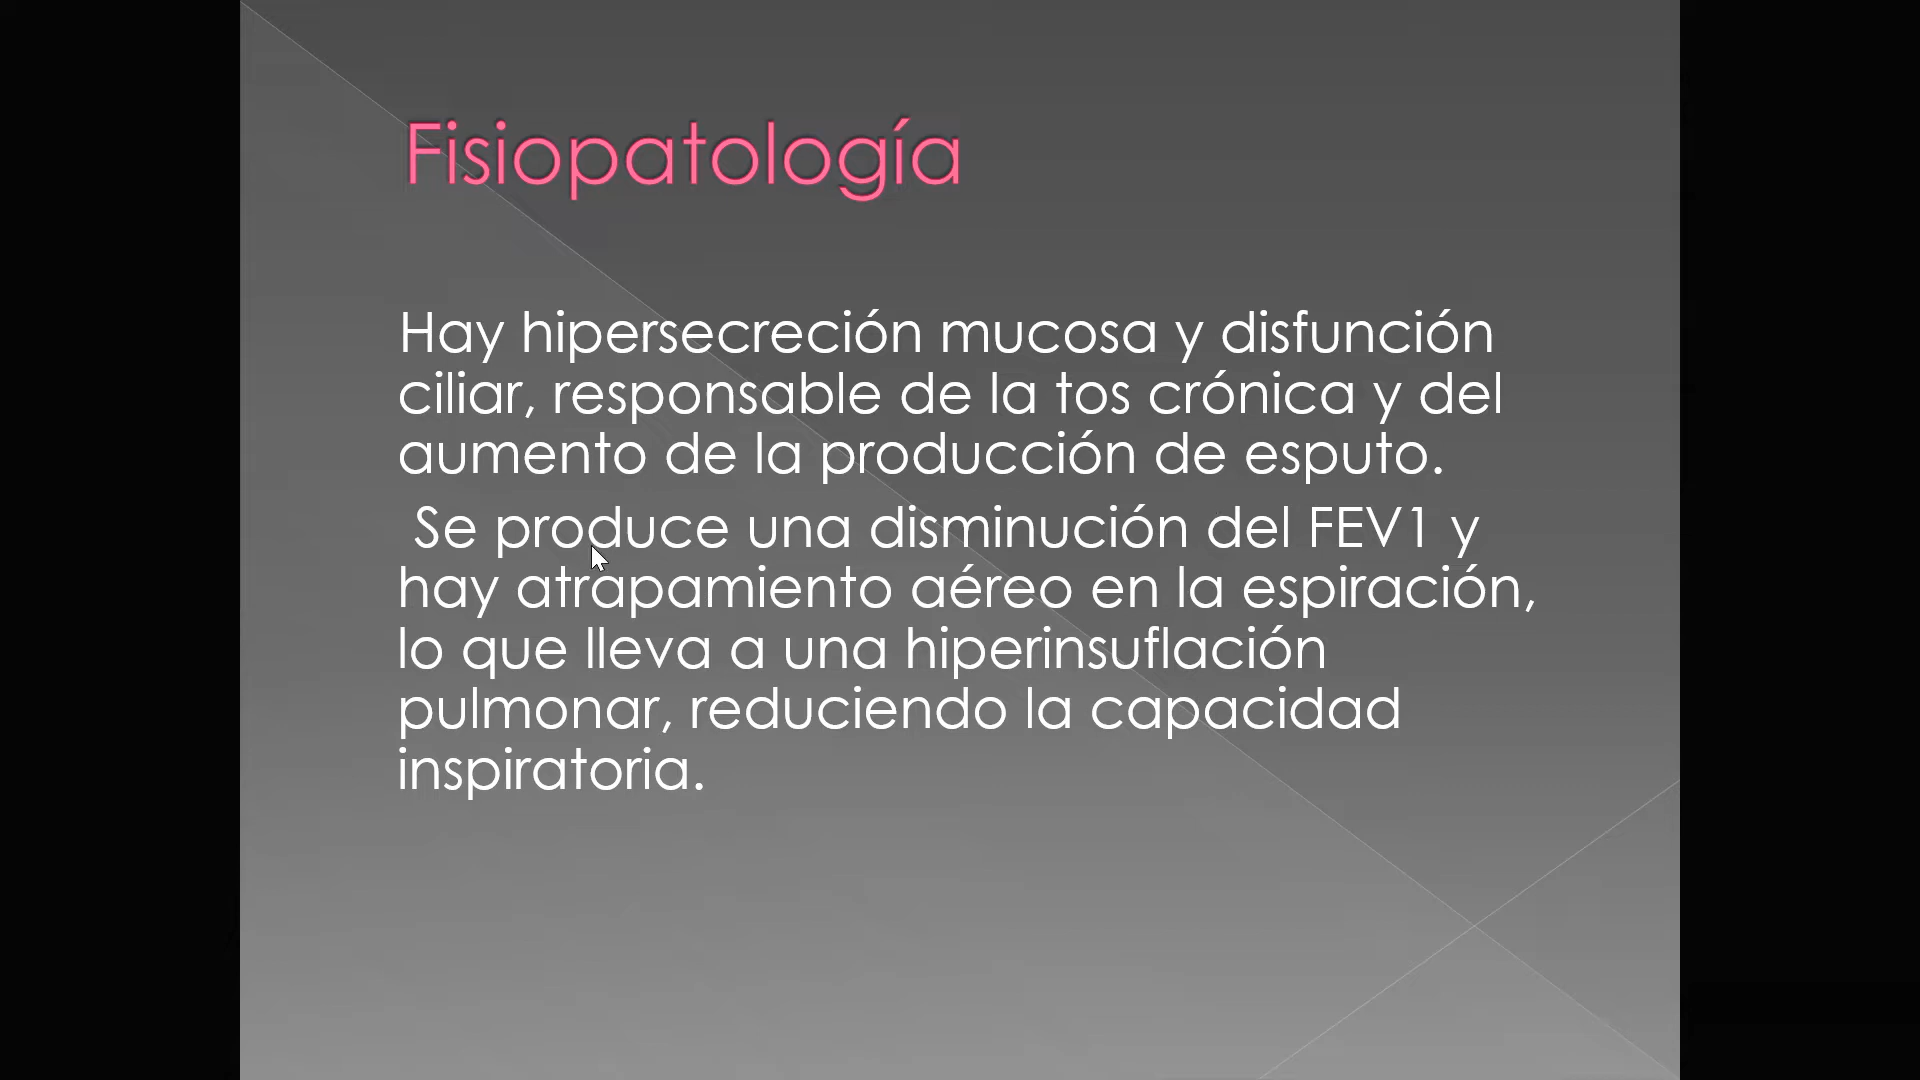 Fisiopatología
Hay hipersecreción mucosa y disfunción
ciliar, responsable de la tos crónica y del
aumento de la producción de esputo.
Se produce una disminución del FEV1 y
hay atrapamiento aéreo en la espiración,
lo que lleva a una hiperinsuflación
pulmonar, reduciendo la capacidad
inspiratoria.